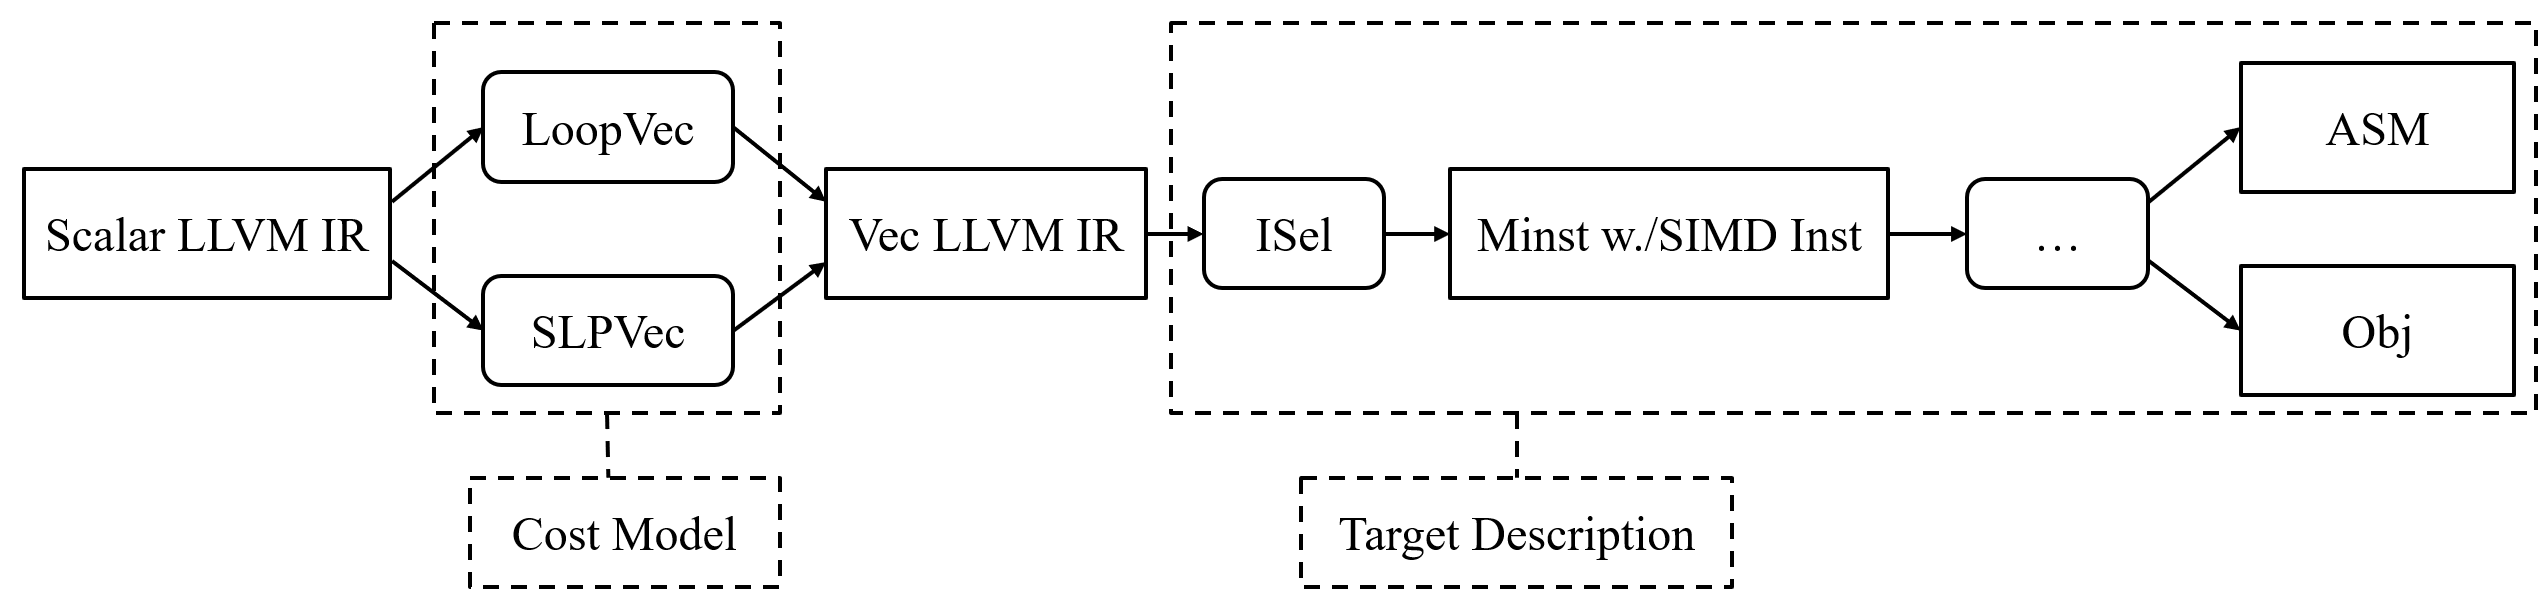 Scalar LLVM IR
LoopVec
SLPVec
Vec LLVM IR
ISel
Minst w./SIMD Inst
…
ASM
Obj
Cost Model
Target Description